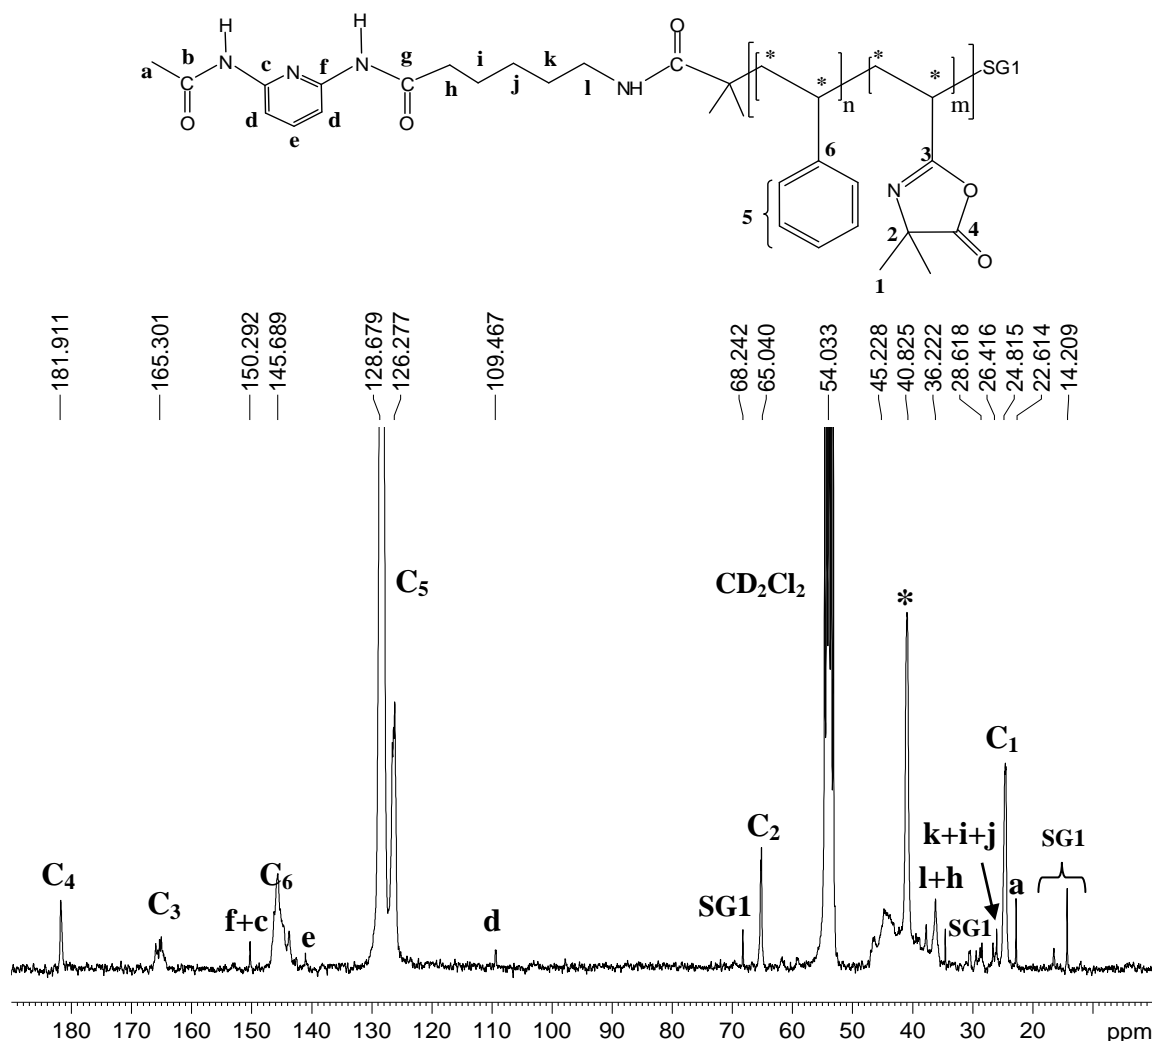 H H
O
b N g N i k C * *
a c N f * * SG1
h j l NH n m
O d d O
e
6 3
N O
5 2 4
O
1
181.911
165.301
150.292
145.689
128.679
126.277
109.467
68.242
65.040
54.033
45.228
40.825
36.222
28.618
26.416
24.815
22.614
14.209
C5 CD2Cl2
*
C1
C2 k+i+j SG1
C4 C3 C6 l+h a
f+c SG1 SG1
e d
180 170 160 150 140 130 120 110 100 90 80 70 60 50 40 30 20 ppm